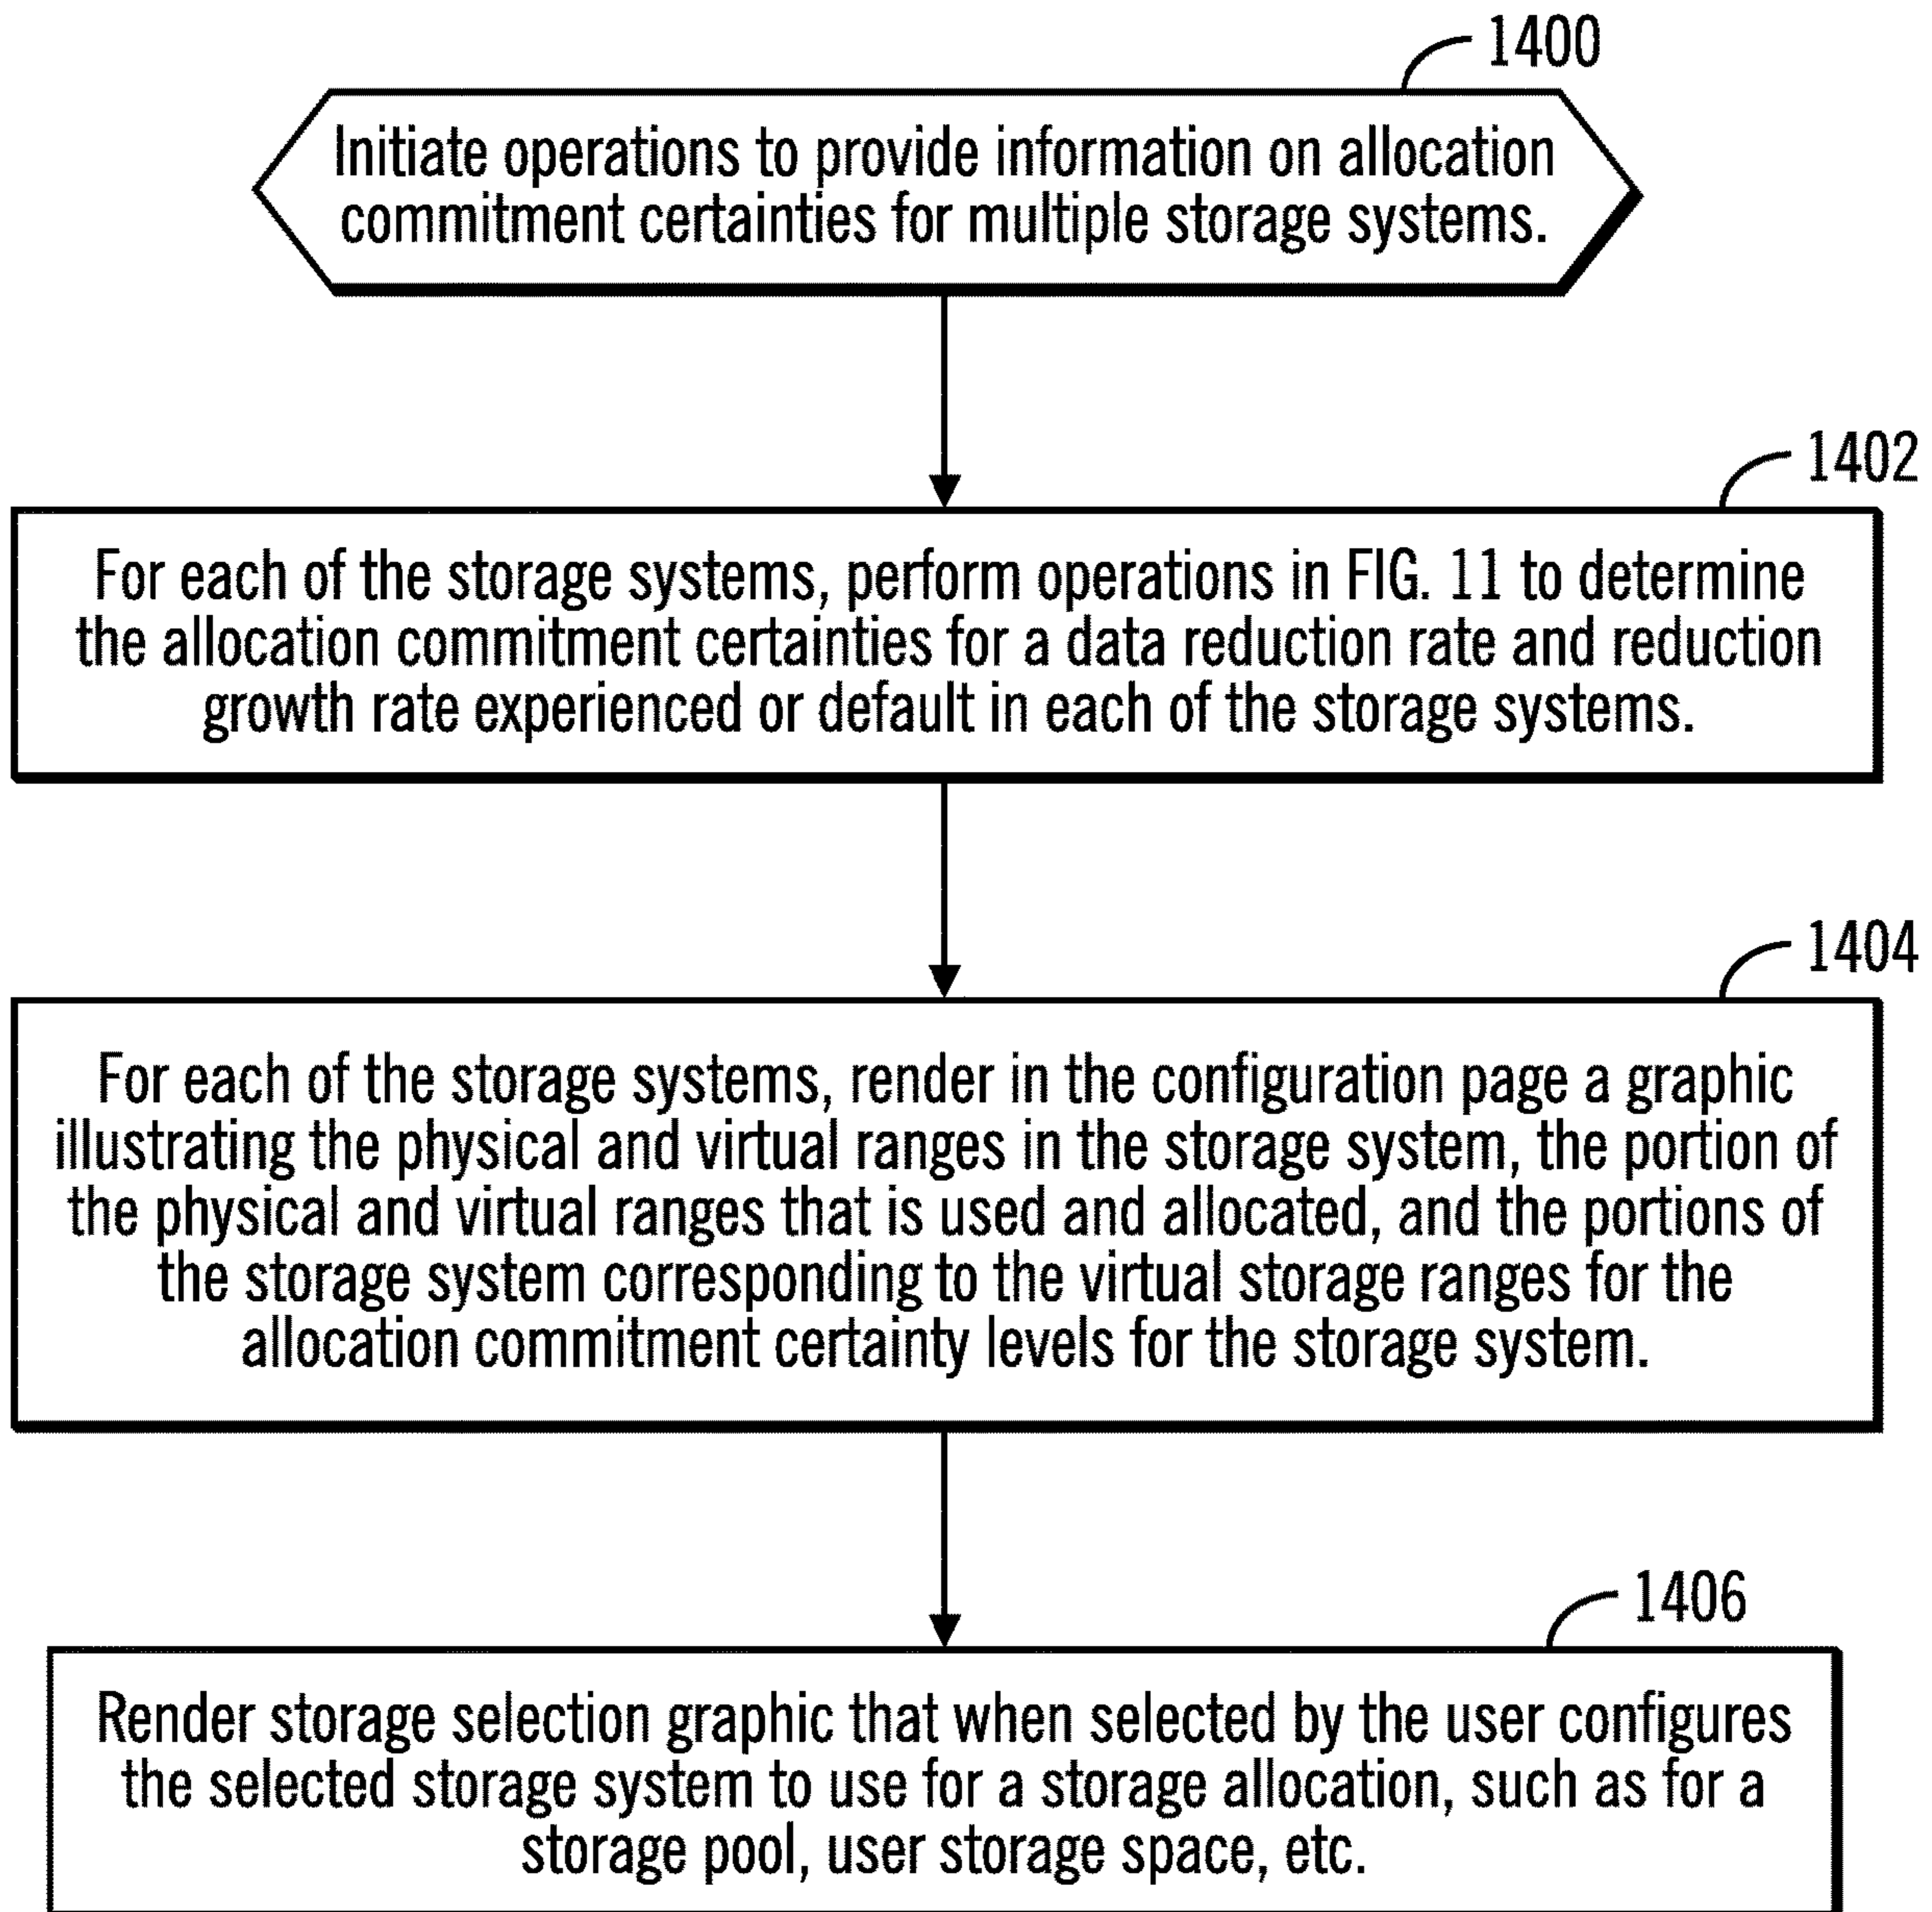 1400
Initiate operations to provide information on allocation
commitment certainties for multiple storage systems.
1402
For each of the storage systems, perform operations in FIG. 11 to determine
the allocation commitment certainties for a data reduction rate and reduction
growth rate experienced or default in each of the storage systems.
1404
For each of the storage systems, render in the configuration page a graphic
illustrating the physical and virtual ranges in the storage system, the portion of
the physical and virtual ranges that is used and allocated, and the portions of
the storage system corresponding to the virtual storage ranges for the
allocation commitment certainty levels for the storage system.
1406
Render storage selection graphic that when selected by the user configures
the selected storage system to use for a storage allocation, such as for a
storage pool, user storage space, etc.